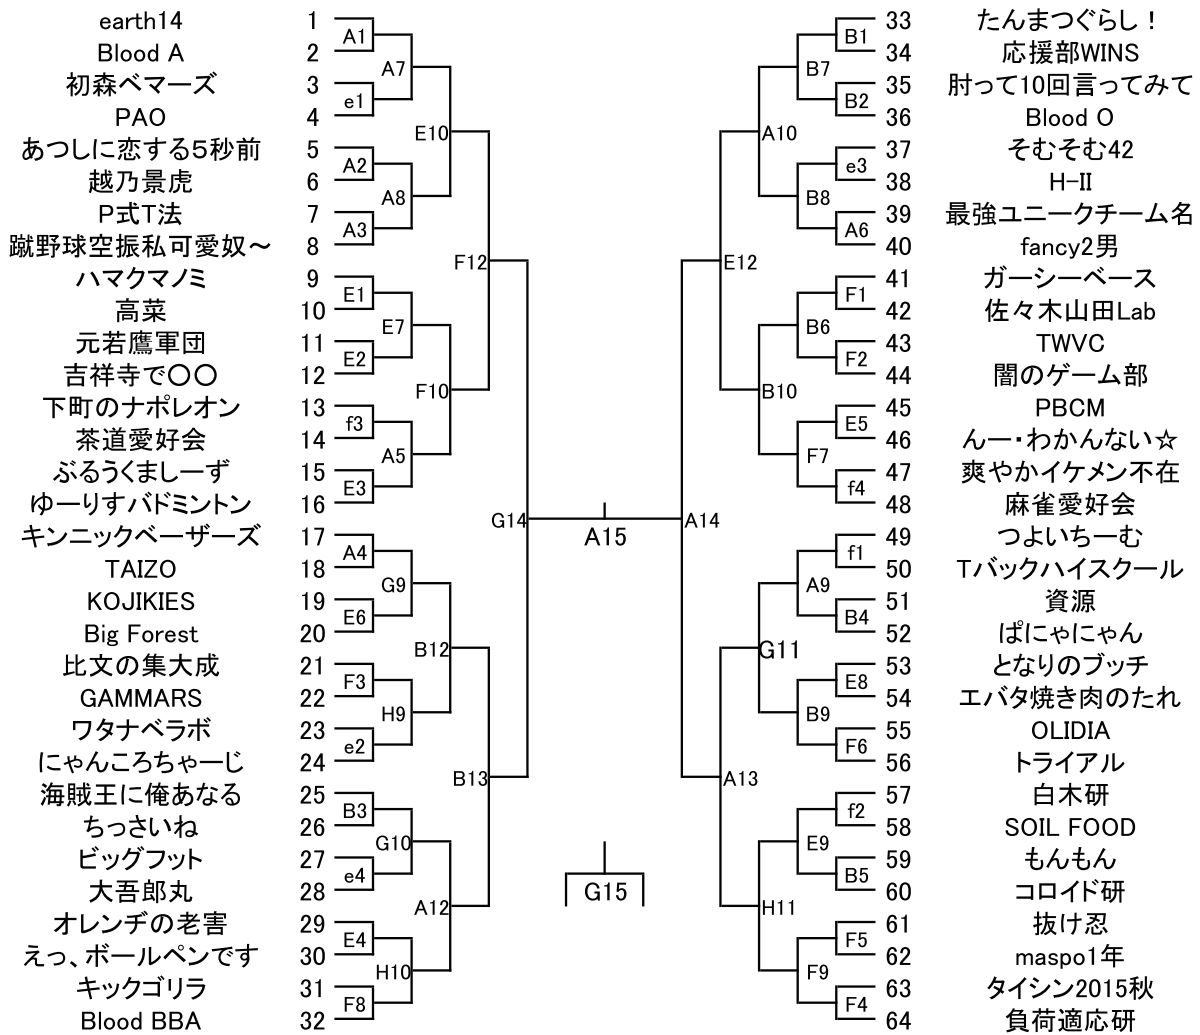 earth14 1
Blood A 2
初森ベマーズ 3
PAO 4
あつしに恋する5秒前 5
越乃景虎 6
P式T法 7
蹴野球空振私可愛奴~ 8
ハマクマノミ 9
高菜 10
元若鷹軍団 11
吉祥寺で〇〇 12
下町のナポレオン 13
茶道愛好会 14
ぶるうくましーず 15
ゆーりすバドミントン 16
キンニックベーザーズ 17
TAIZO 18
KOJIKIES 19
Big Forest 20
比文の集大成 21
GAMMARS 22
ワタナベラボ 23
にゃんころちゃーじ 24
海賊王に俺あなる 25
ちっさいね 26
ビッグフット 27
大吾郎丸 28
オレンヂの老害 29
えっ、ボールペンです 30
キックゴリラ 31
Blood BBA 32
A1
e1
A2
A3
E1
E2
f3
E3
A4
E6
F3
e2
B3
e4
E4
F8
A7
A8
E7
A5
G9
H9
G10
H10
E10
F10
B12
A12
F12
B13
G14
A15
G15
A14
E12
A13
A10
B10
G11
H11
B7
B8
B6
F7
A9
B9
E9
F9
B1
B2
e3
A6
F1
F2
E5
f4
f1
B4
E8
F6
f2
B5
F5
F4
33 たんまつぐらし!
34 応援部WINS
35 肘って10回言ってみて
36 Blood O
37 そむそむ42
38 H-II
39 最強ユニークチーム名
40 fancy2男
41 ガーシーベース
42 佐々木山田Lab
43 TWVC
44 闇のゲーム部
45 PBCM
46 んー・わかんない☆
47 爽やかイケメン不在
48 麻雀愛好会
49 つよいちーむ
50 Tバックハイスクール
51 資源
52 ぱにゃにゃん
53 となりのブッチ
54 エバタ焼き肉のたれ
55 OLIDIA
56 トライアル
57 白木研
58 SOIL FOOD
59 もんもん
60 コロイド研
61 抜け忍
62 maspo1年
63 タイシン2015秋
64 負荷適応研